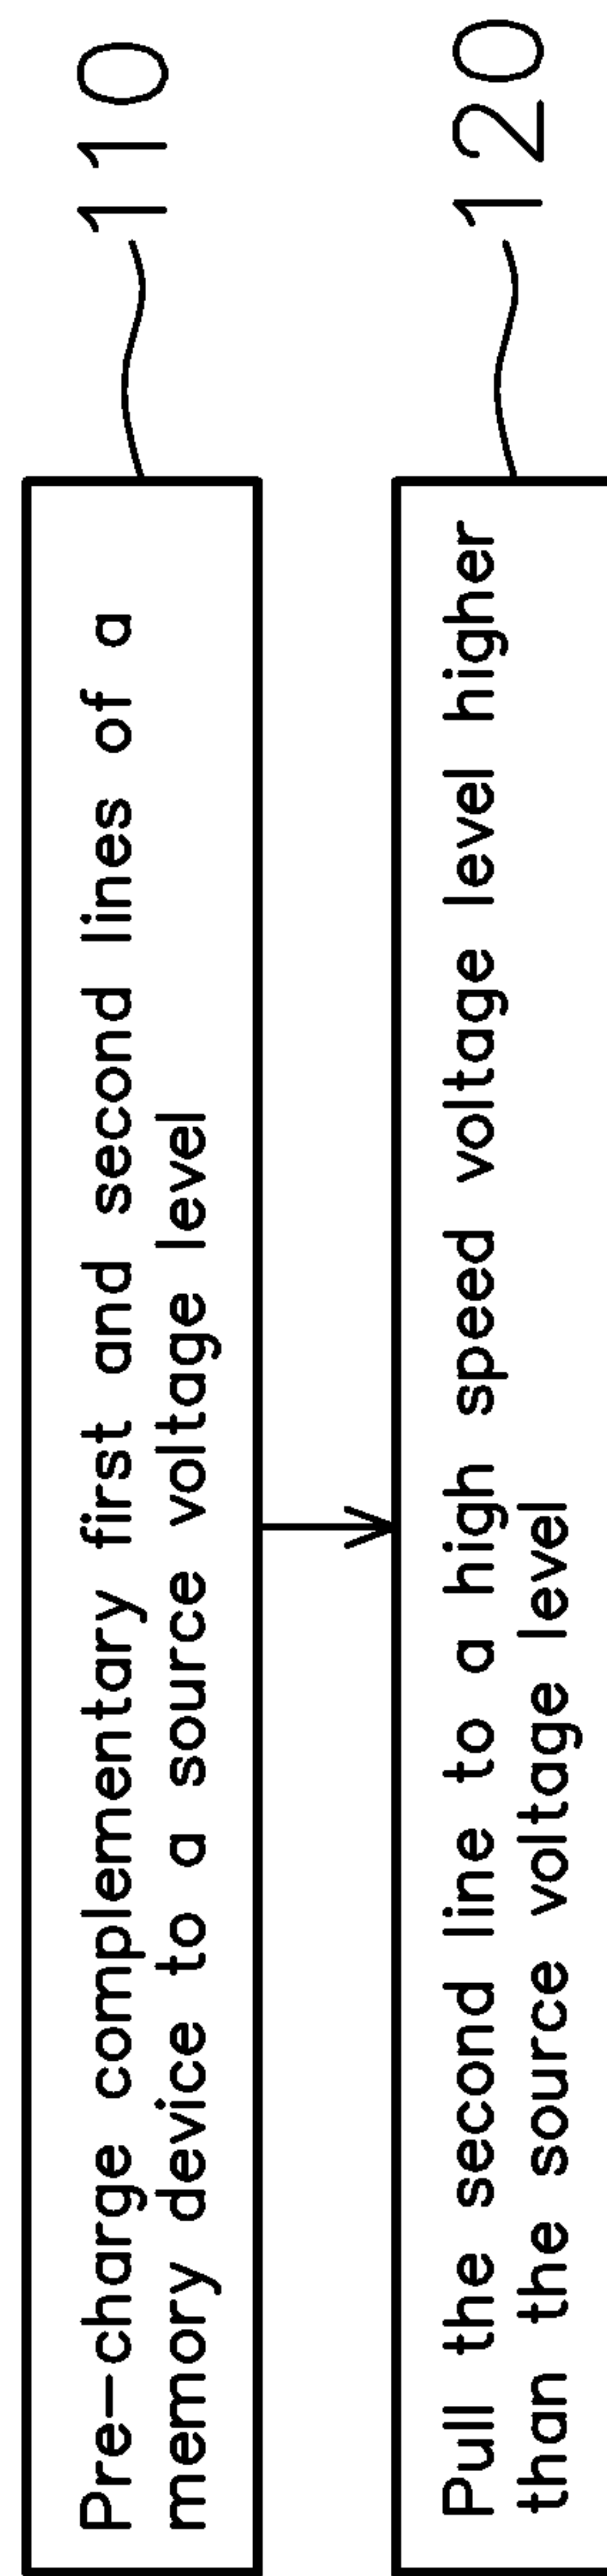 Pre-charge complementary first and second lines of a
memory device to a source voltage level
110
Pull the second line to a high speed voltage level higher
than the source voltage level
120